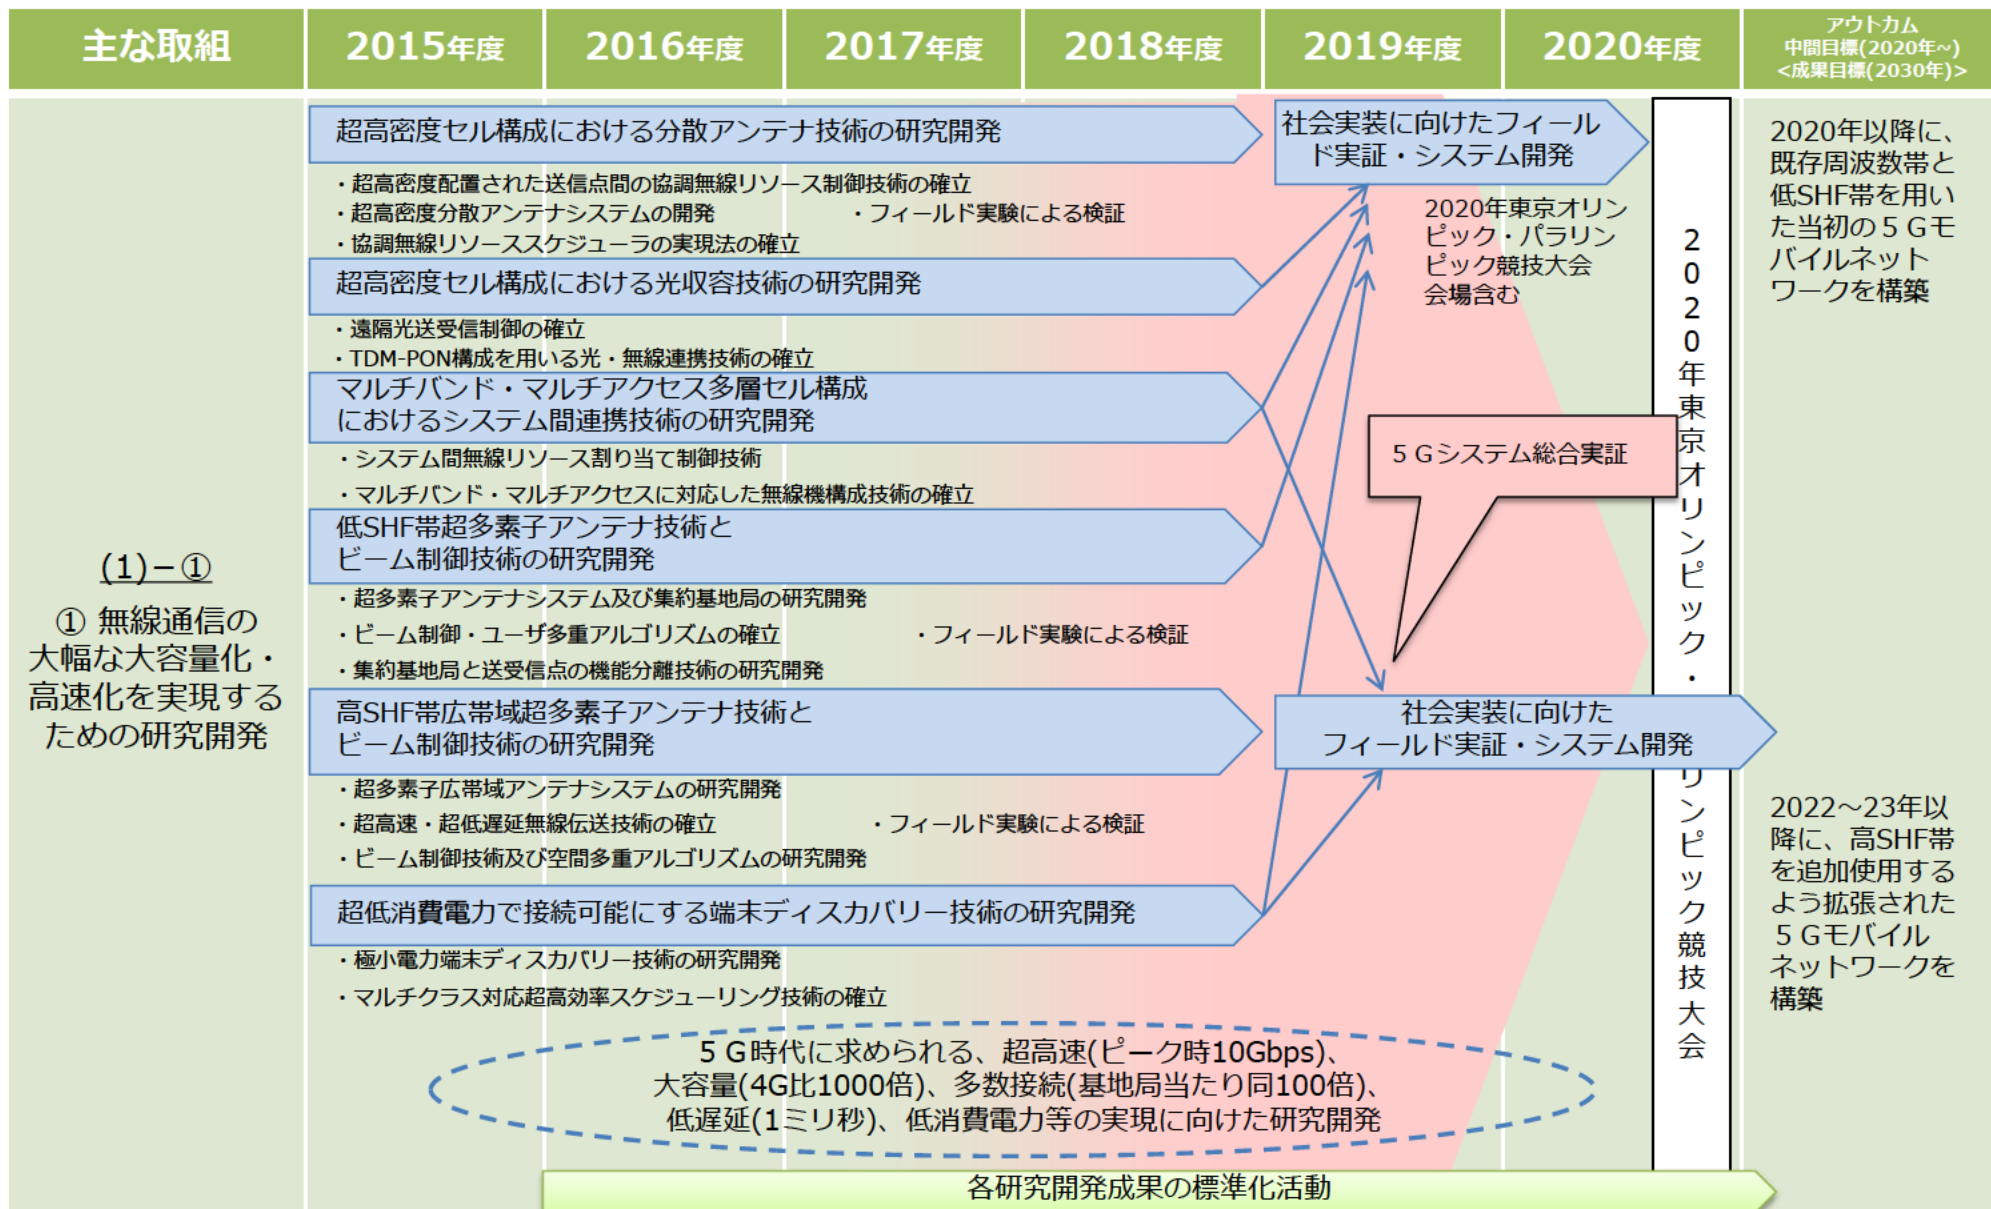 主な取組
2015年度
2016年度
2017年度
2018年度
2019年度
2020年度
アウトカム
中間目標(2020年~)
<成果目標(2030年)>
(1)−①
① 無線通信の
大幅な大容量化・
高速化を実現する
ための研究開発
超高密度セル構成における分散アンテナ技術の研究開発
・超高密度配置された送信点間の協調無線リソース制御技術の確立
・超高密度分散アンテナシステムの開発
・フィールド実験による検証
・協調無線リソーススケジューラの実現法の確立
超高密度セル構成における光収容技術の研究開発
・遠隔光送受信制御の確立
・TDM-PON構成を用いる光・無線連携技術の確立
マルチバンド・マルチアクセス多層セル構成
におけるシステム間連携技術の研究開発
・システム間無線リソース割り当て制御技術
・マルチバンド・マルチアクセスに対応した無線機構成技術の確立
低SHF帯超多素子アンテナ技術と
ビーム制御技術の研究開発
・超多素子アンテナシステム及び集約基地局の研究開発
・ビーム制御・ユーザ多重アルゴリズムの確立
・フィールド実験による検証
・集約基地局と送受信点の機能分離技術の研究開発
高SHF帯広帯域超多素子アンテナ技術と
ビーム制御技術の研究開発
・超多素子広帯域アンテナシステムの研究開発
・超高速・超低遅延無線伝送技術の確立
・フィールド実験による検証
・ビーム制御技術及び空間多重アルゴリズムの研究開発
超低消費電力で接続可能にする端末ディスカバリー技術の研究開発
・極小電力端末ディスカバリー技術の研究開発
・マルチクラス対応超高効率スケジューリング技術の確立
社会実装に向けたフィール
ド実証・システム開発
2020年東京オリン
ピック・パラリン
ピック競技大会
会場含む
5Gシステム総合実証
社会実装に向けた
フィールド実証・システム開発
2020年東京オリンピック・
リンピック競技大会
2020年以降に、
既存周波数帯と
低SHF帯を用い
た当初の5Gモ
バイルネット
ワークを構築
2022～23年以
降に、高SHF帯
を追加使用する
よう拡張された
5Gモバイル
ネットワークを
構築
5G時代に求められる、超高速(ピーク時10Gbps)、
大容量(4G比1000倍)、多数接続(基地局当たり同100倍)、
低遅延(1ミリ秒)、低消費電力等の実現に向けた研究開発
各研究開発成果の標準化活動